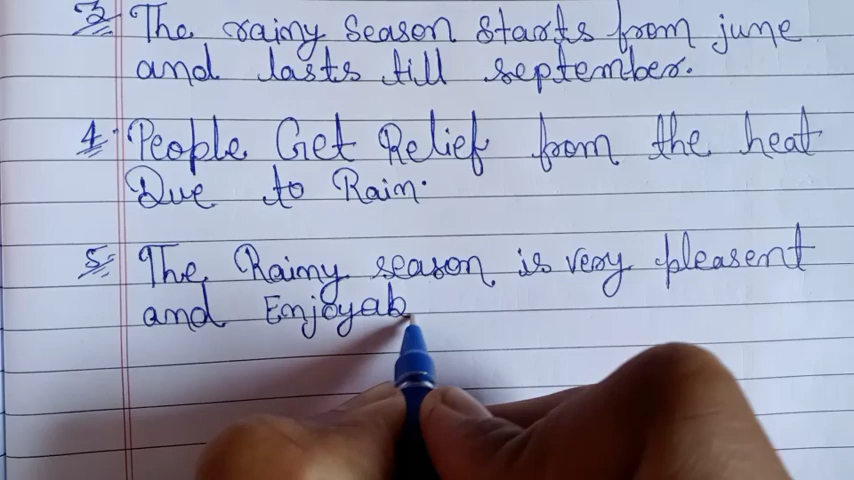 3. The rainy Season Starts from june
and lasts till september.
4. People Get Relief from the heat
Due to Rain.
5. The Rainy season is very pleasent
and Enjoyab